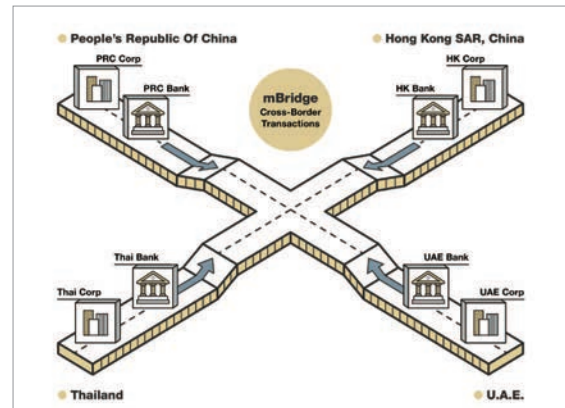 People's Republic Of China
Hong Kong SAR, China
PRC Corp
HK Corp
PRC Bank
HK Bank
mBridge
Cross-Border
Transactions
Thai Bank
UAE Bank
Thai Corp
UAE Corp
Thailand
U.A.E.